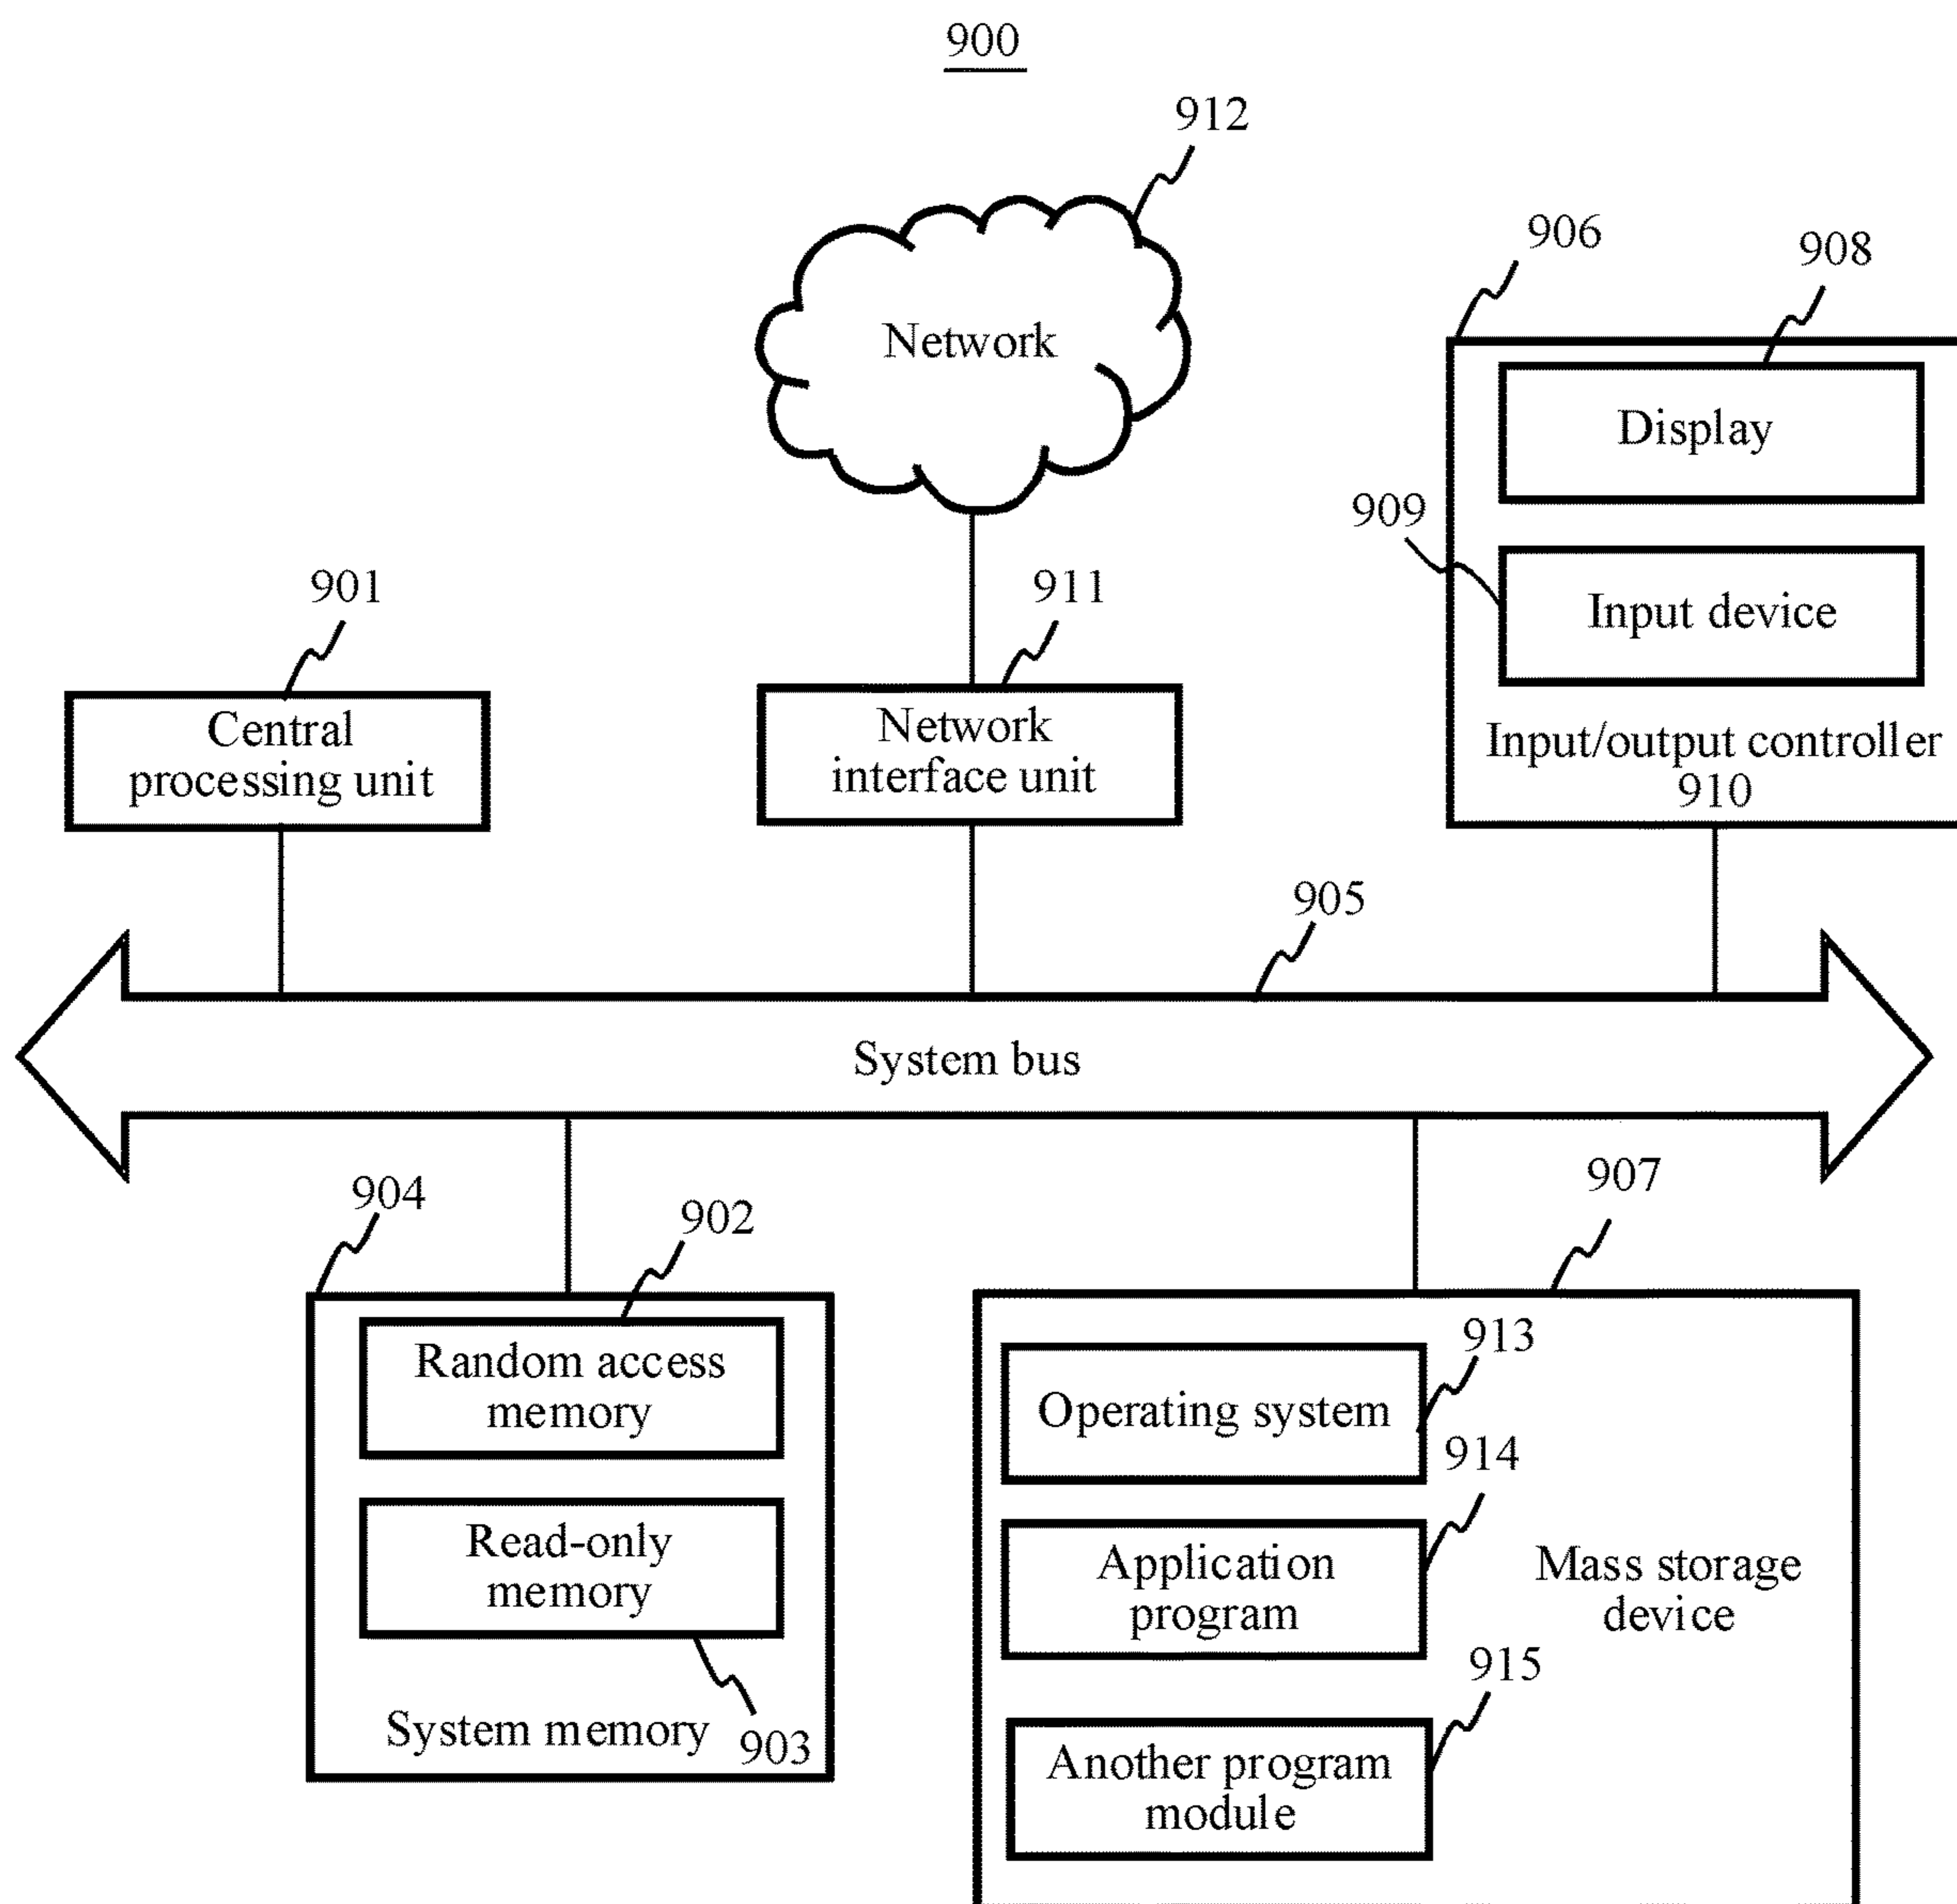 900
912
Network
906
908
Display
909
Input device
Input/output controller
910
901
Central
processing unit
911
Network
interface unit
905
System bus
904
902
Random access
memory
Read-only
memory
System memory
903
907
913
Operating system
914
Application
program
Mass storage
device
915
Another program
module